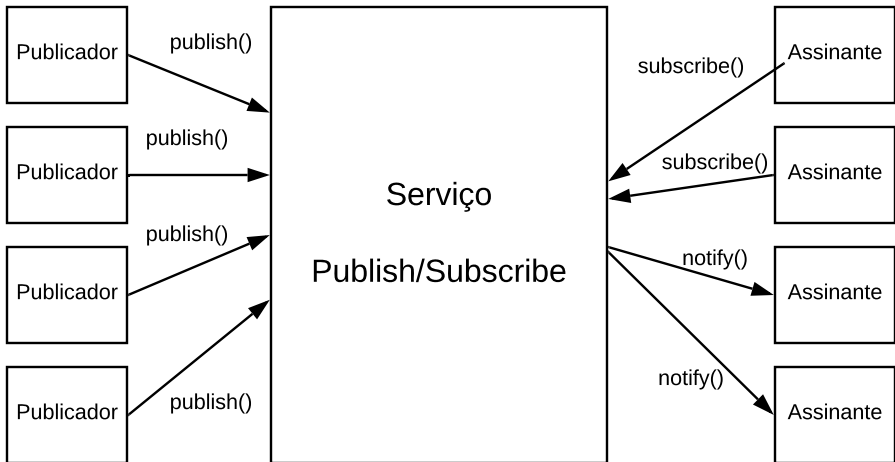 Publicador
publish()
Publicador
publish()
Publicador
publish()
Publicador
publish()
Serviço
Publish/Subscribe
subscribe()
Assinante
subscribe()
Assinante
notify()
Assinante
notify()
Assinante